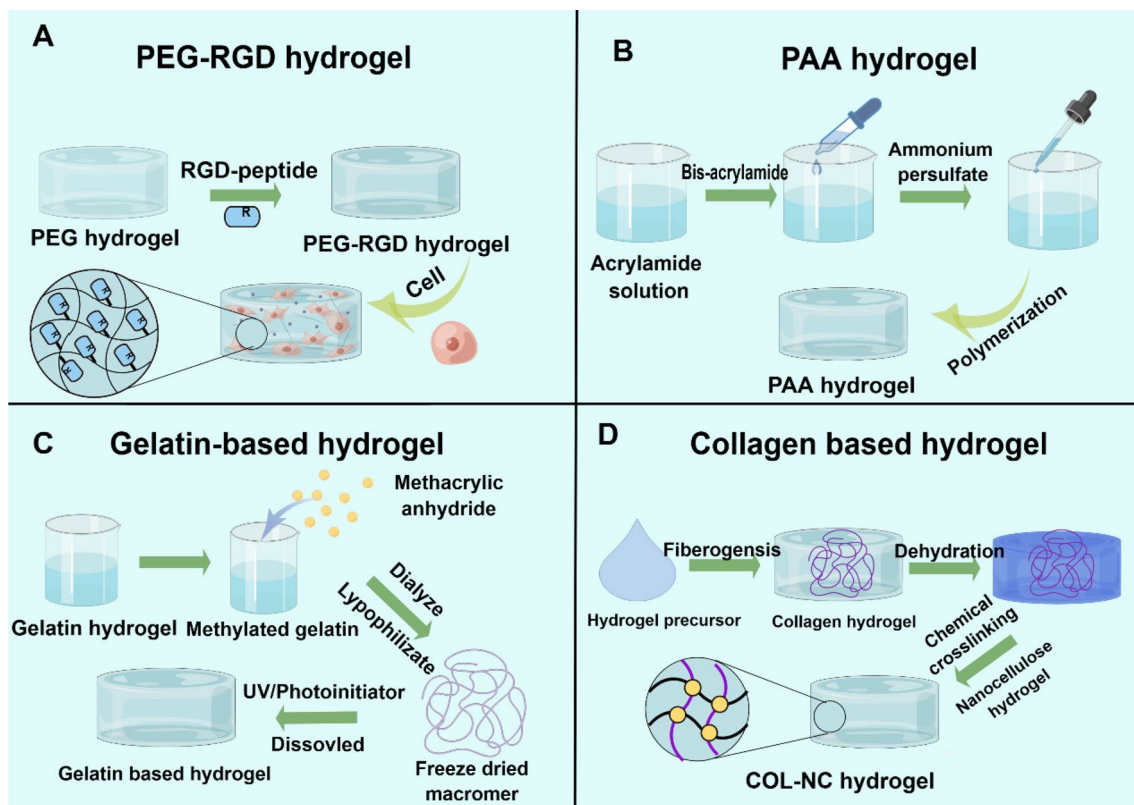 A
PEG-RGD hydrogel
RGD-peptide
R
PEG hydrogel
PEG-RGD hydrogel
Cell
R
R
R
R
R
R
R
R
B
PAA hydrogel
Bis-acrylamide
Ammonium
persulfate
Acrylamide
solution
Polymerization
PAA hydrogel
C
Gelatin-based hydrogel
Methacrylic
anhydride
Gelatin hydrogel
Methylated gelatin
Dialyze
Lypophilizate
UV/Photoinitiator
Dissovled
Gelatin based hydrogel
Freeze dried
macromer
D
Collagen based hydrogel
Fiberogensis
Dehydration
Hydrogel precursor
Collagen hydrogel
Chemical
crosslinking
Nanocellulose
hydrogel
COL-NC hydrogel